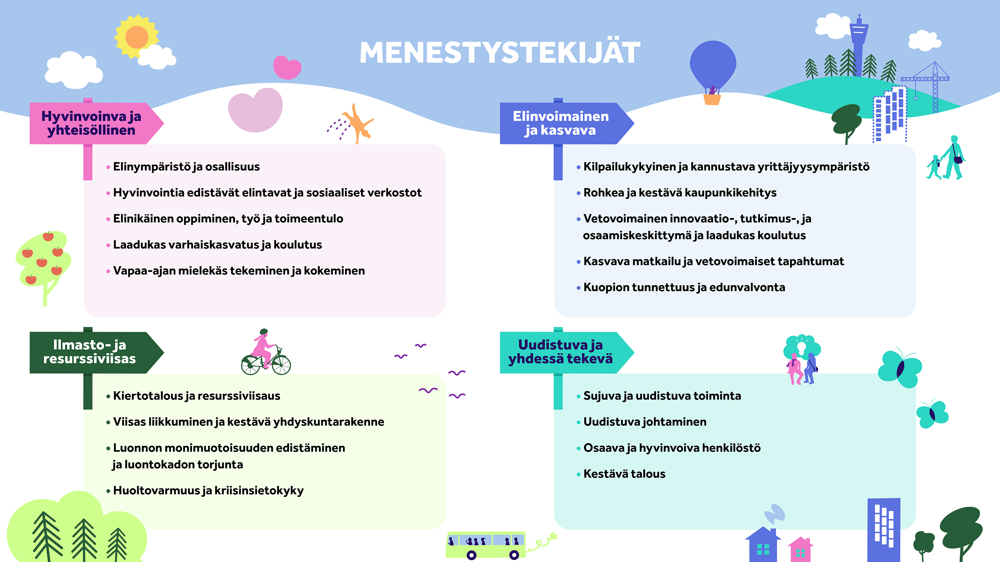 MENESTYSTEKIJÄT
Hyvinvoinva ja
yhteisöllinen
• Elinympäristö ja osallisuus
• Hyvinvointia edistävät elintavat ja sosiaaliset verkostot
• Elinikäinen oppiminen, työ ja toimeentulo
• Laadukas varhaiskasvatus ja koulutus
• Vapaa-ajan mielekäs tekeminen ja kokeminen
Elinvoimainen
ja kasvava
• Kilpailukykyinen ja kannustava yrittäjyysympäristö
• Rohkea ja kestävä kaupunkikehitys
• Vetovoimainen innovaatio-, tutkimus-, ja
osaamiskeskittymä ja laadukas koulutus
• Kasvava matkailu ja vetovoimaiset tapahtumat
• Kuopion tunnettuus ja edunvalvonta
Ilmasto- ja
resurssiviisas
• Kiertotalous ja resurssiviisaus
• Viisas liikkuminen ja kestävä yhdyskuntarakenne
• Luonnon monimuotoisuuden edistäminen
ja luontokadon torjunta
• Huoltovarmuus ja kriisinsietokyky
Uudistuva ja
yhdessä tekevä
• Sujuva ja uudistuva toiminta
• Uudistuva johtaminen
• Osaava ja hyvinvoiva henkilöstö
• Kestävä talous